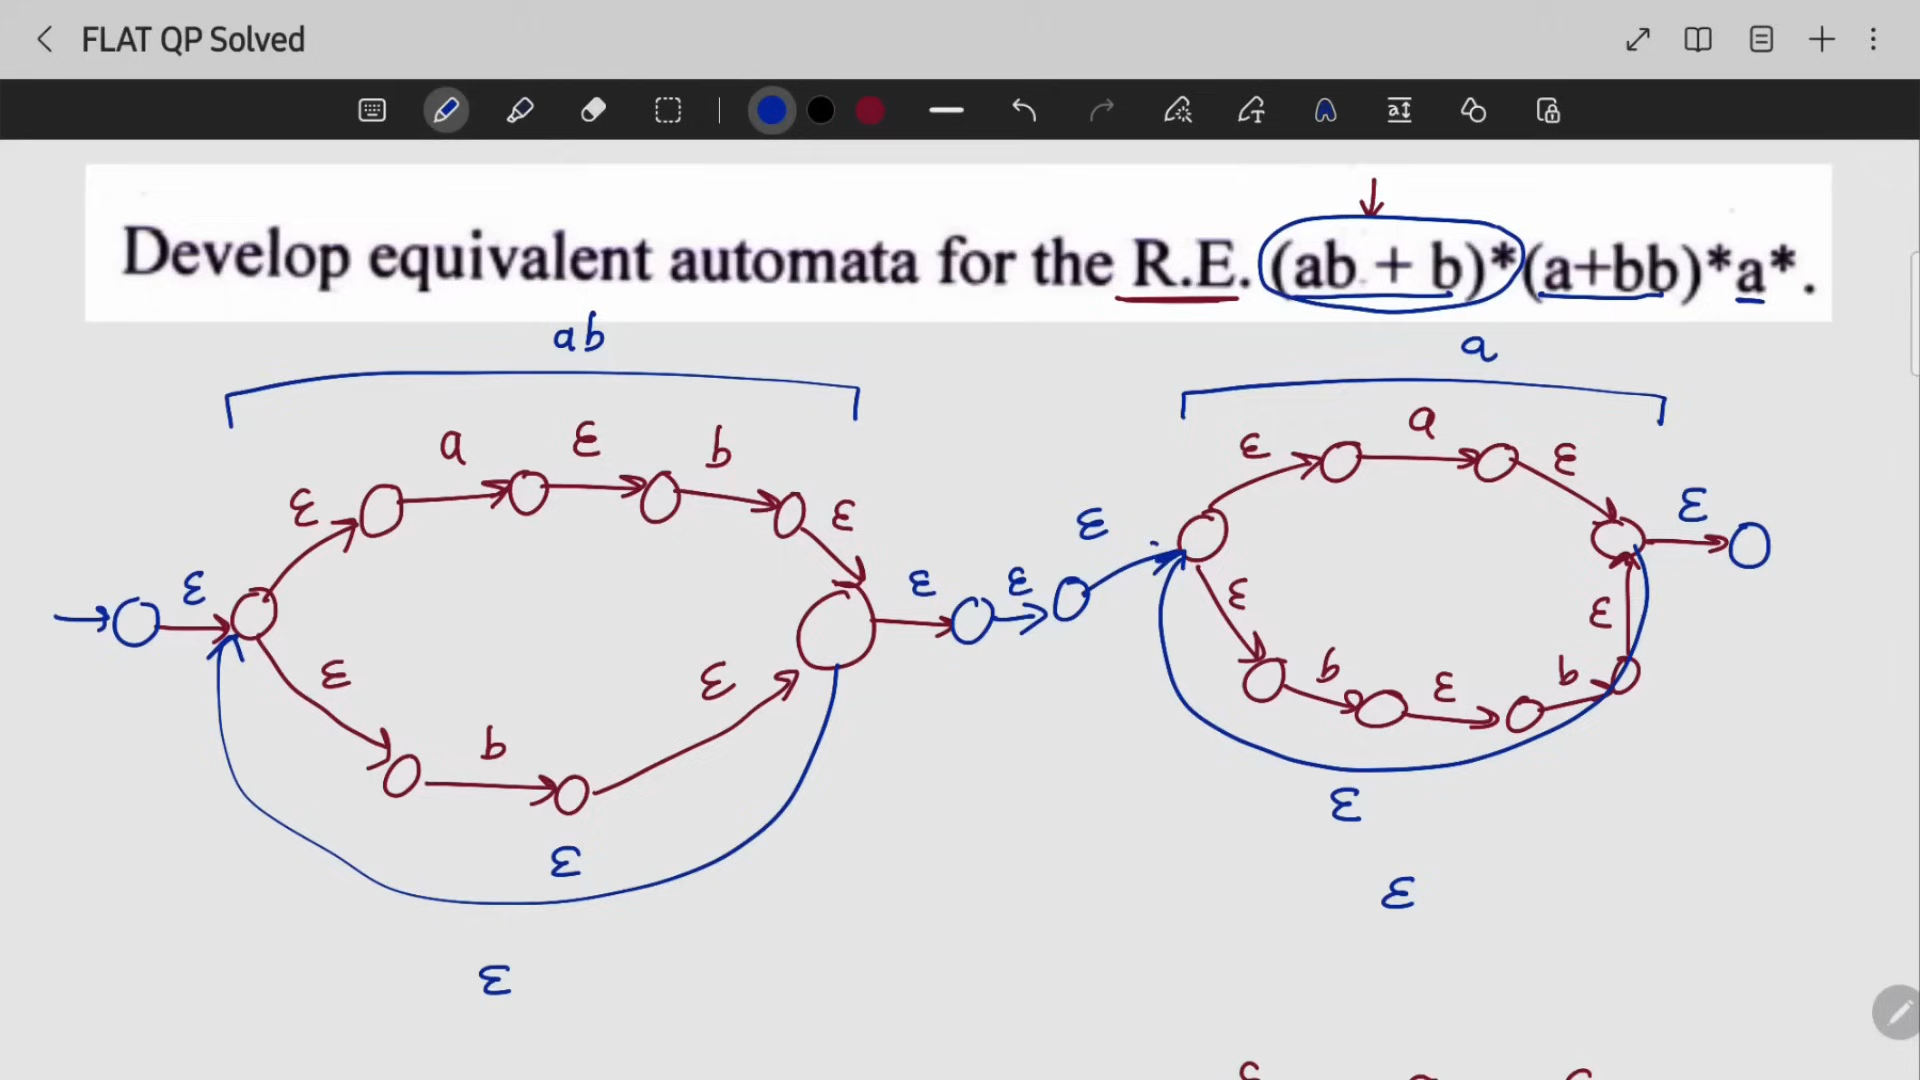 FLAT QP Solved
Develop equivalent automata for the R.E. (ab + b)*(a+bb)*a*.
ab
a
a ε b
ε ε
ε
ε b ε
ε
ε
ε ε
ε
ε a ε
ε
ε b ε b ε
ε
ε
ε